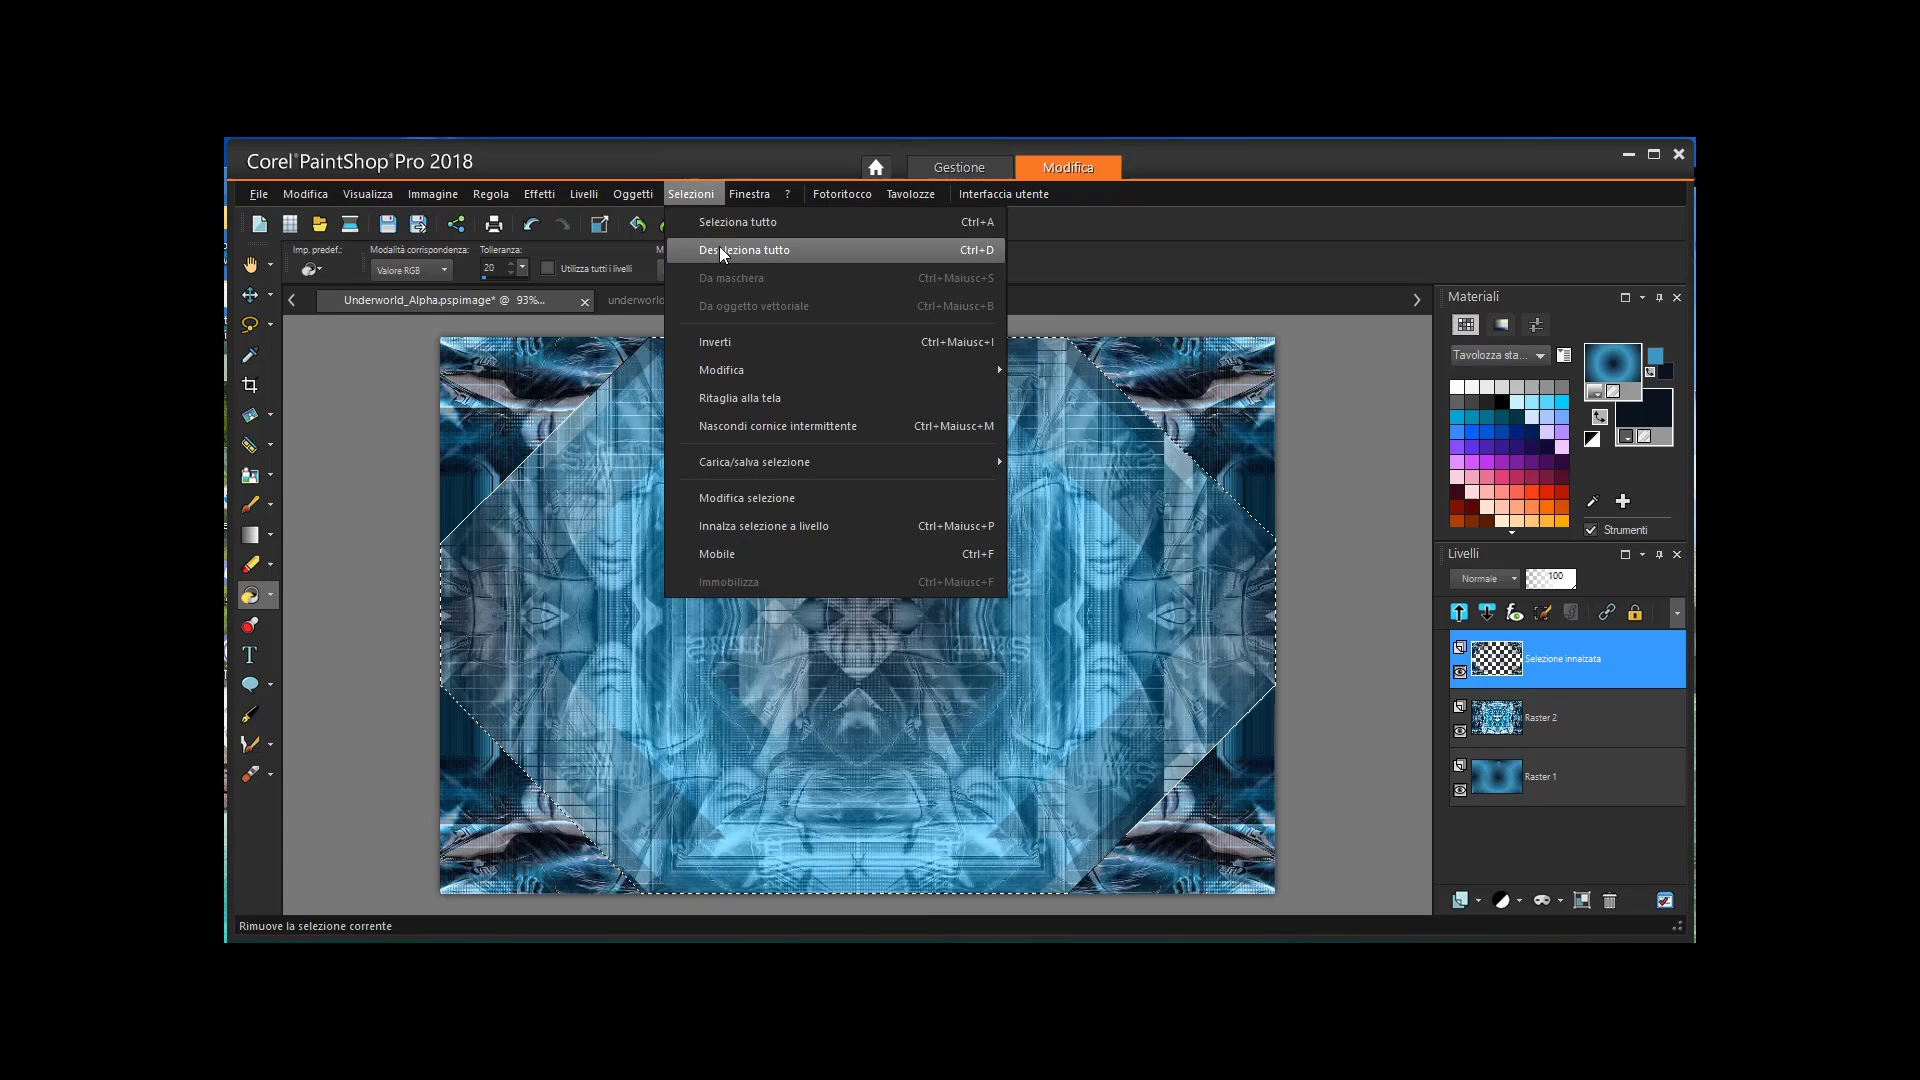 Corel®PaintShop®Pro 2018
Gestione
Modifica
File Modifica Visualizza Immagine Regola Effetti Livelli Oggetti Selezioni Finestra ? Fotoritocco Tavolozze Interfaccia utente
Imp. predef.:
Modalità corrispondenza:
Valore RGB
Tolleranza:
20
Utilizza tutti i livelli
M
Underworld_Alpha.pspimage* @ 93%...
underworld
Seleziona tutto Ctrl+A
Deseleziona tutto Ctrl+D
Da maschera Ctrl+Maiusc+S
Da oggetto vettoriale Ctrl+Maiusc+B
Inverti Ctrl+Maiusc+I
Modifica
Ritaglia alla tela
Nascondi cornice intermittente Ctrl+Maiusc+M
Carica/salva selezione
Modifica selezione
Innalza selezione a livello Ctrl+Maiusc+P
Mobile Ctrl+F
Immobilizza Ctrl+Maiusc+F
Materiali
Tavolozza sta...
Strumenti
Livelli
Normale
100
Selezione innalzata
Raster 2
Raster 1
Rimuove la selezione corrente